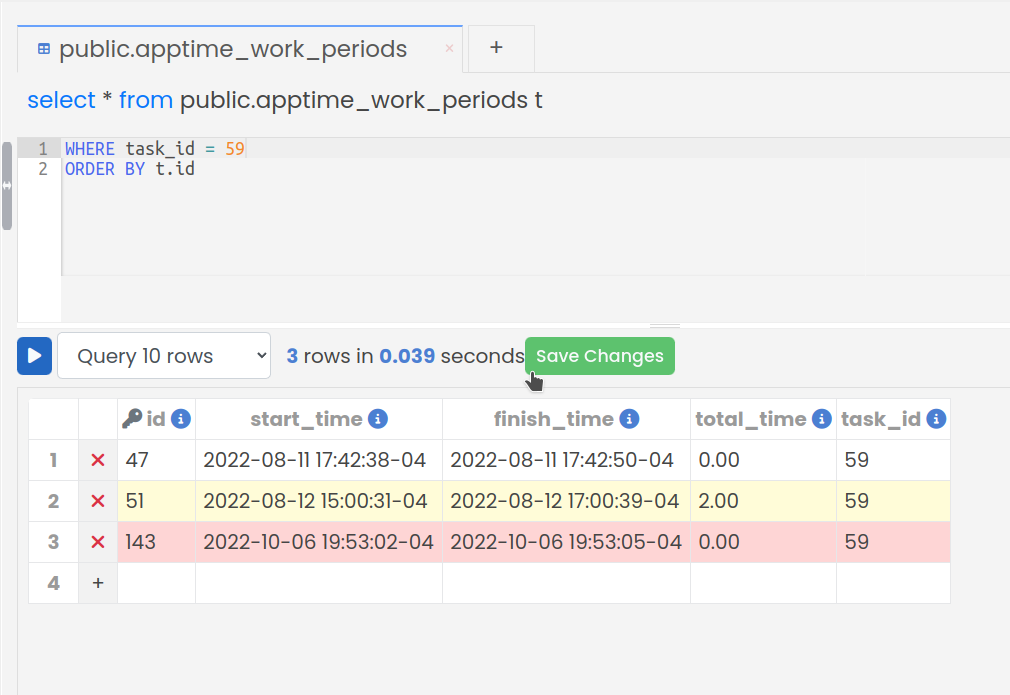 public.apptime_work_periods × +
select * from public.apptime_work_periods t
1 WHERE task_id = 59
2 ORDER BY t.id
Query 10 rows 3 rows in 0.039 seconds Save Changes
id start_time finish_time total_time task_id
1 47 2022-08-11 17:42:38-04 2022-08-11 17:42:50-04 0.00 59
2 51 2022-08-12 15:00:31-04 2022-08-12 17:00:39-04 2.00 59
3 143 2022-10-06 19:53:02-04 2022-10-06 19:53:05-04 0.00 59
4 +